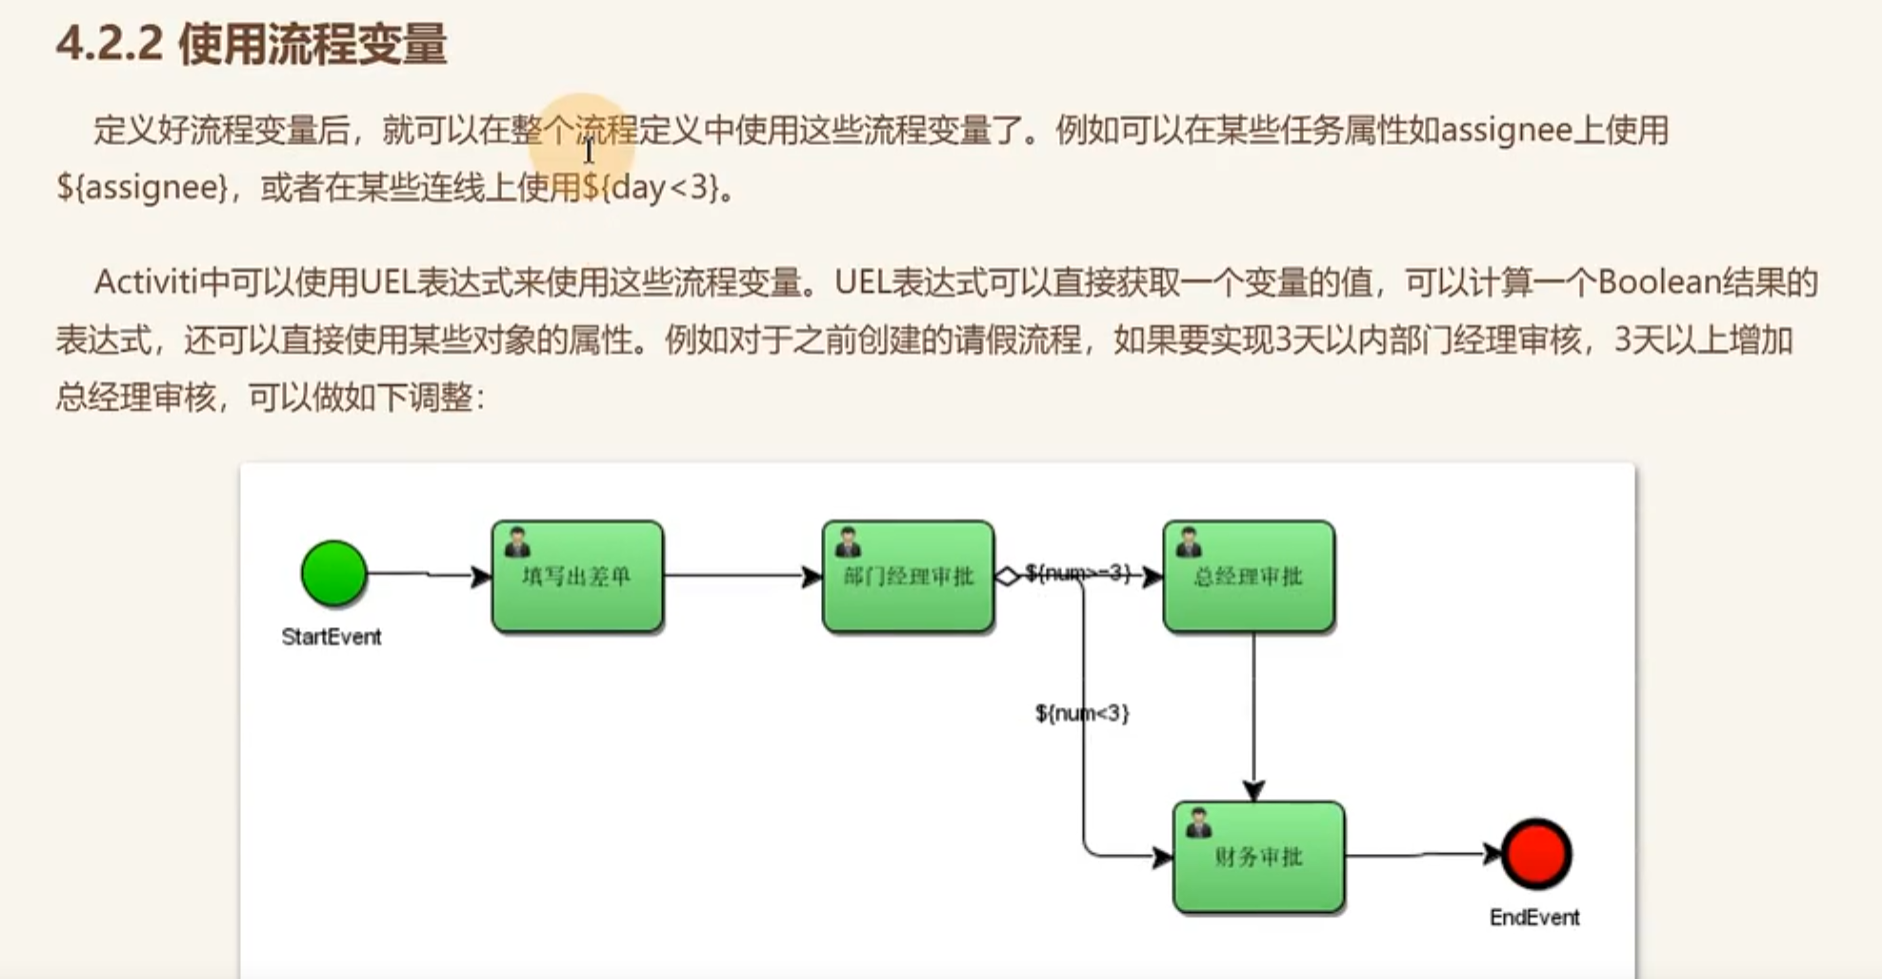 4.2.2 使用流程变量
定义好流程变量后，就可以在整个流程定义中使用这些流程变量了。例如可以在某些任务属性如assignee上使用
${assignee}，或者在某些连线上使用${day<3}。
Activiti中可以使用UEL表达式来使用这些流程变量。UEL表达式可以直接获取一个变量的值，可以计算一个Boolean结果的
表达式，还可以直接使用某些对象的属性。例如对于之前创建的请假流程，如果要实现3天以内部门经理审核，3天以上增加
总经理审核，可以做如下调整：
填写出差单
部门经理审批
${num>=3}
总经理审批
StartEvent
${num<3}
财务审批
EndEvent